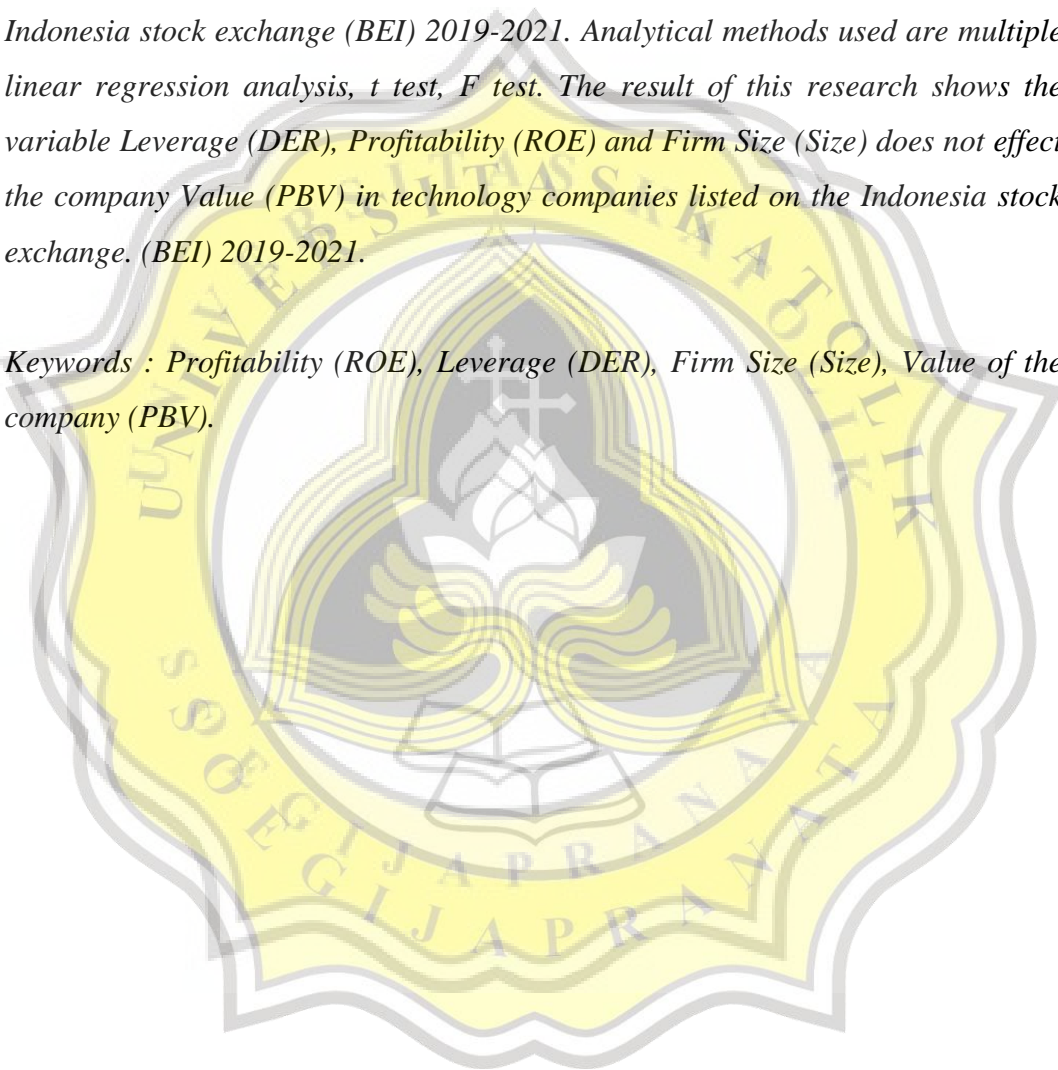 Indonesia stock exchange (BEI) 2019-2021. Analytical methods used are multiple
linear regression analysis, t test, F test. The result of this research shows the
variable Leverage (DER), Profitability (ROE) and Firm Size (Size) does not effect
the company Value (PBV) in technology companies listed on the Indonesia stock
exchange. (BEI) 2019-2021.
Keywords : Profitability (ROE), Leverage (DER), Firm Size (Size), Value of the
company (PBV).
UNIVERSITAS KATOLIK
SOEGIJAPRANATA